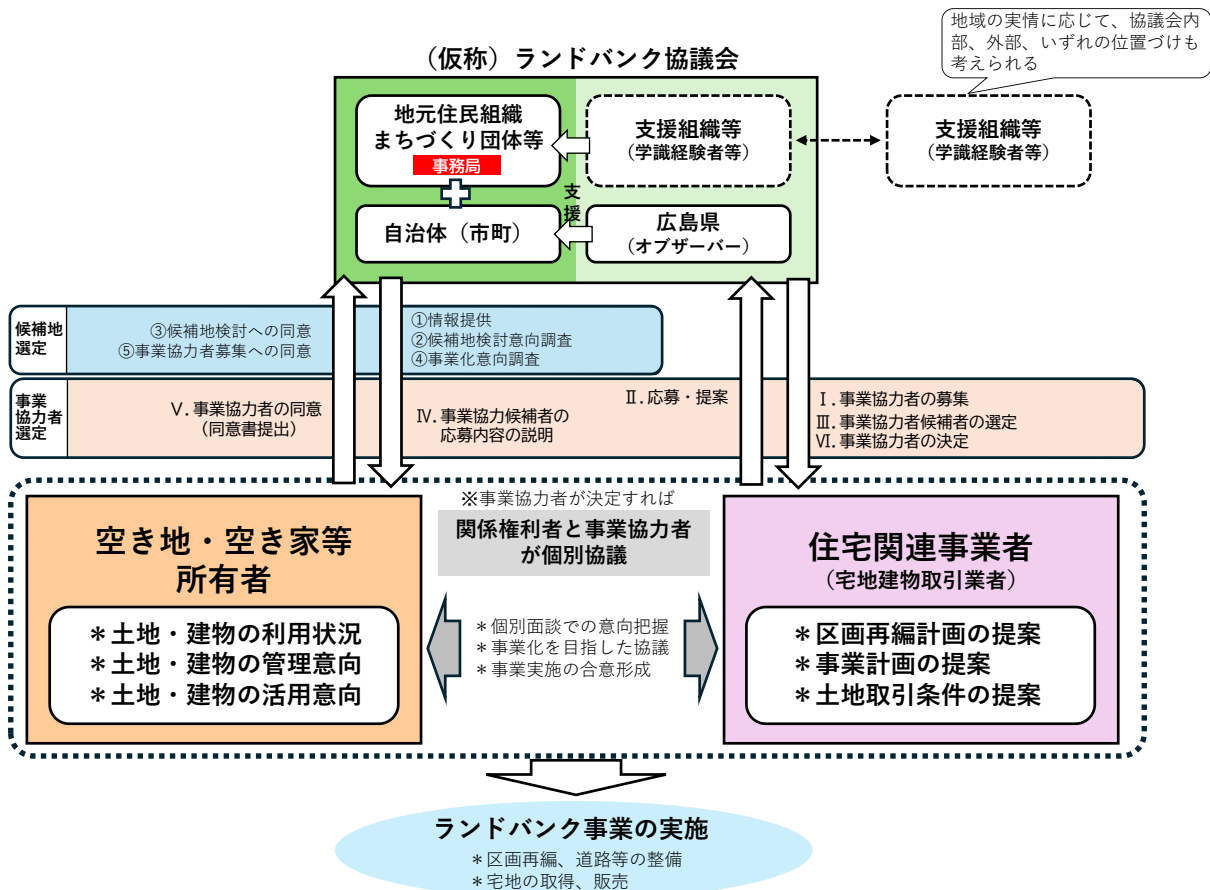 地域の実情に応じて、協議会内
部、外部、いずれの位置づけも
考えられる
（仮称）ランドバンク協議会
地元住民組織
まちづくり団体等
事務局
自治体（市町）
支
援
支援組織等
（学識経験者等）
広島県
（オブザーバー）
支援組織等
（学識経験者等）
候補地
選定
③候補地検討への同意
⑤事業協力者募集への同意
①情報提供
②候補地検討意向調査
④事業化意向調査
事業
協力者
選定
Ⅴ.事業協力者の同意
（同意書提出）
Ⅳ.事業協力候補者の
応募内容の説明
Ⅱ.応募・提案
Ⅰ.事業協力者の募集
Ⅲ.事業協力者候補者の選定
Ⅵ.事業協力者の決定
空き地・空き家等
所有者
＊土地・建物の利用状況
＊土地・建物の管理意向
＊土地・建物の活用意向
※事業協力者が決定すれば
関係権利者と事業協力者
が個別協議
＊個別面談での意向把握
＊事業化を目指した協議
＊事業実施の合意形成
住宅関連事業者
（宅地建物取引業者）
＊区画再編計画の提案
＊事業計画の提案
＊土地取引条件の提案
ランドバンク事業の実施
＊区画再編、道路等の整備
＊宅地の取得、販売